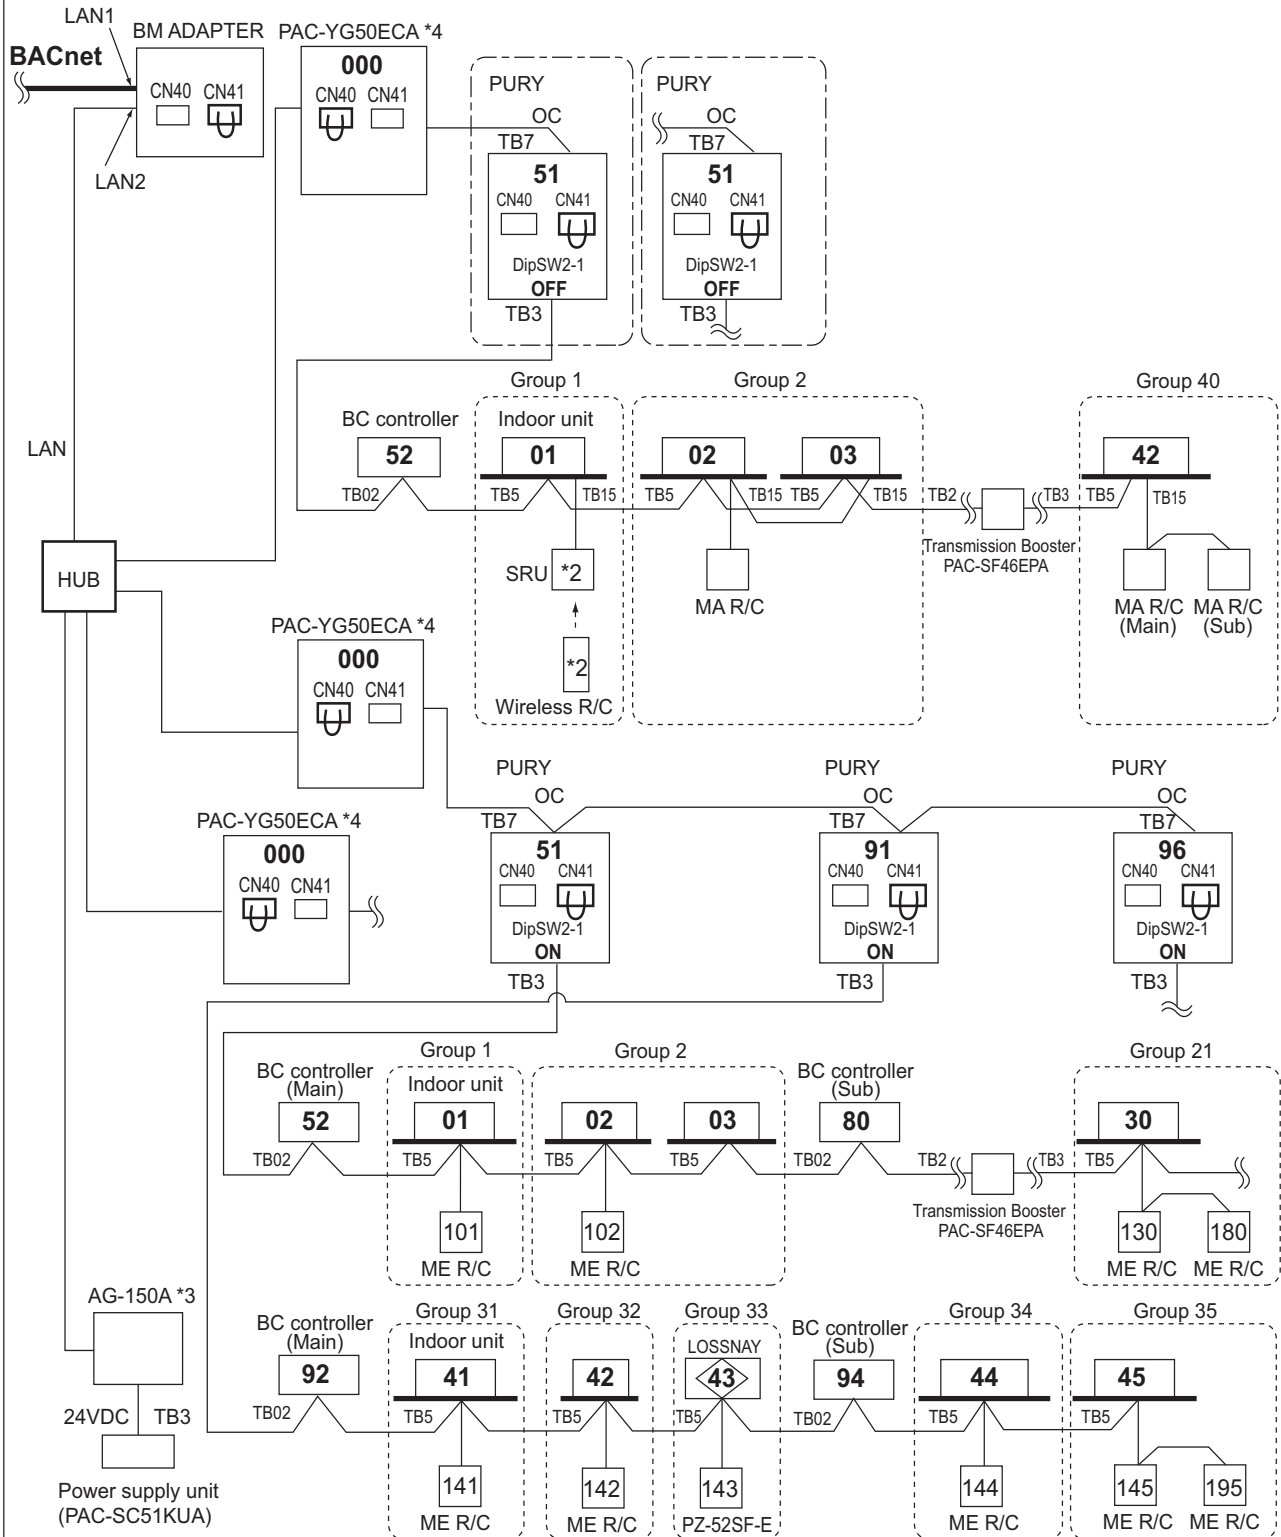 LAN1
BM ADAPTER
PAC-YG50ECA *4
BACnet
CN40 CN41
LAN2
000
CN40 CN41
PURY
OC
TB7
51
CN40 CN41
DipSW2-1
OFF
TB3
PURY
OC
TB7
51
CN40 CN41
DipSW2-1
OFF
TB3
LAN
HUB
BC controller
52
TB02
Group 1
Indoor unit
01
TB5
TB15
SRU
*2
*2
Wireless R/C
Group 2
02
03
TB5
TB15
TB5
TB15
MA R/C
TB2
TB3
Transmission Booster
PAC-SF46EPA
Group 40
42
TB5
TB15
MA R/C
(Main)
MA R/C
(Sub)
PAC-YG50ECA *4
000
CN40 CN41
PAC-YG50ECA *4
000
CN40 CN41
PURY
OC
TB7
51
CN40 CN41
DipSW2-1
ON
TB3
PURY
OC
TB7
91
CN40 CN41
DipSW2-1
ON
TB3
PURY
OC
TB7
96
CN40 CN41
DipSW2-1
ON
TB3
BC controller
(Main)
52
TB02
Group 1
Indoor unit
01
TB5
101
ME R/C
Group 2
02
03
TB5
TB5
102
ME R/C
BC controller
(Sub)
80
TB02
TB2
TB3
Transmission Booster
PAC-SF46EPA
Group 21
30
TB5
130
180
ME R/C
ME R/C
AG-150A *3
24VDC
TB3
Power supply unit
(PAC-SC51KUA)
BC controller
(Main)
92
TB02
Group 31
Indoor unit
41
TB5
141
ME R/C
Group 32
42
TB5
142
ME R/C
Group 33
LOSSNAY
43
TB5
143
PZ-52SF-E
BC controller
(Sub)
94
TB02
Group 34
44
TB5
144
ME R/C
Group 35
45
TB5
145
195
ME R/C
ME R/C